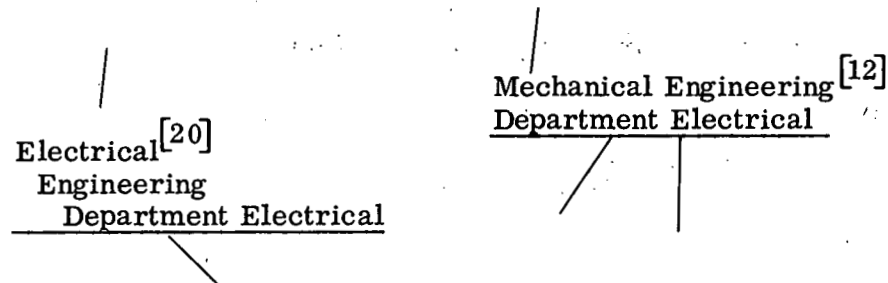 Mechanical Engineering[12]
Department Electrical
Electrical[20]
Engineering
Department Electrical